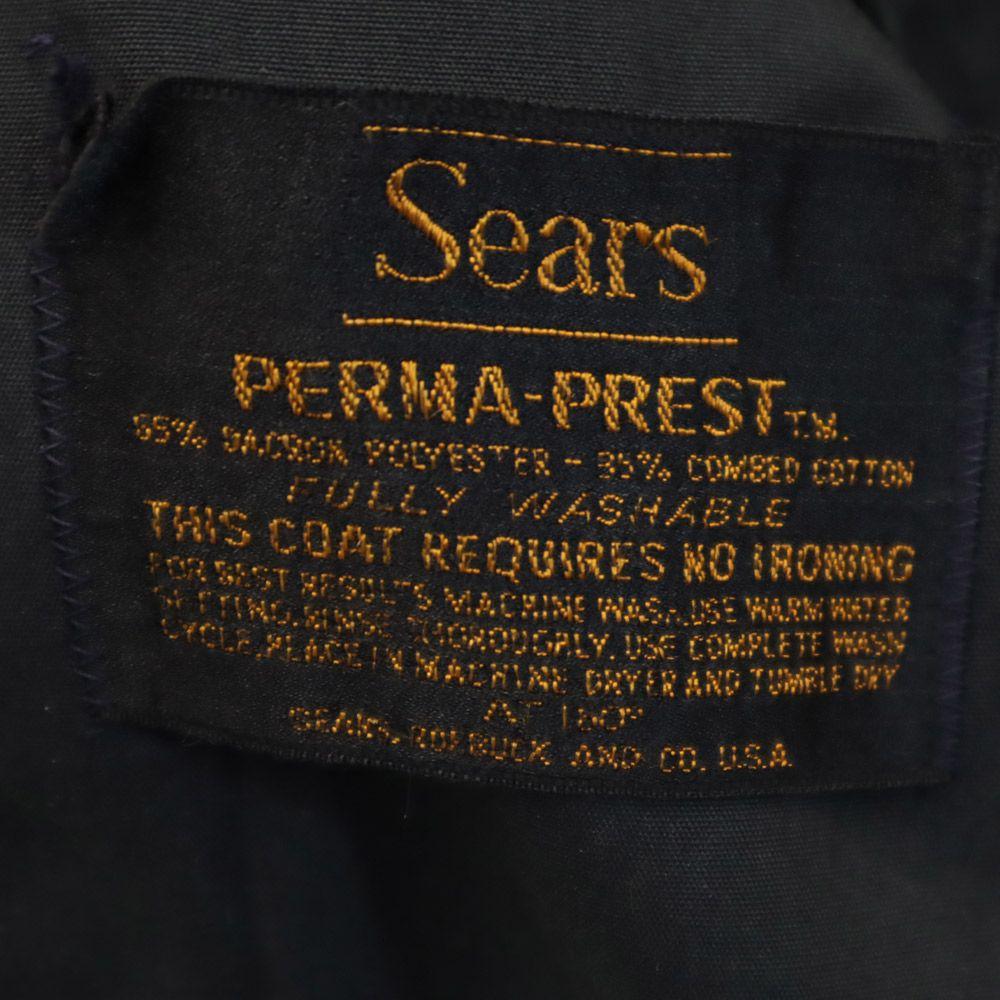 Sears
PERMA-PREST T.M.
65% DACRON POLYESTER - 35% COMBED COTTON
FULLY WASHABLE
THIS COAT REQUIRES NO IRONING
FOR BEST RESULTS MACHINE WASH. USE WARM WATER
SETTING. RINSE THOROUGHLY. USE COMPLETE WASH
CYCLE. PLACE IN MACHINE DRYER AND TUMBLE DRY
AT
SEARS, ROEBUCK AND CO. U.S.A.